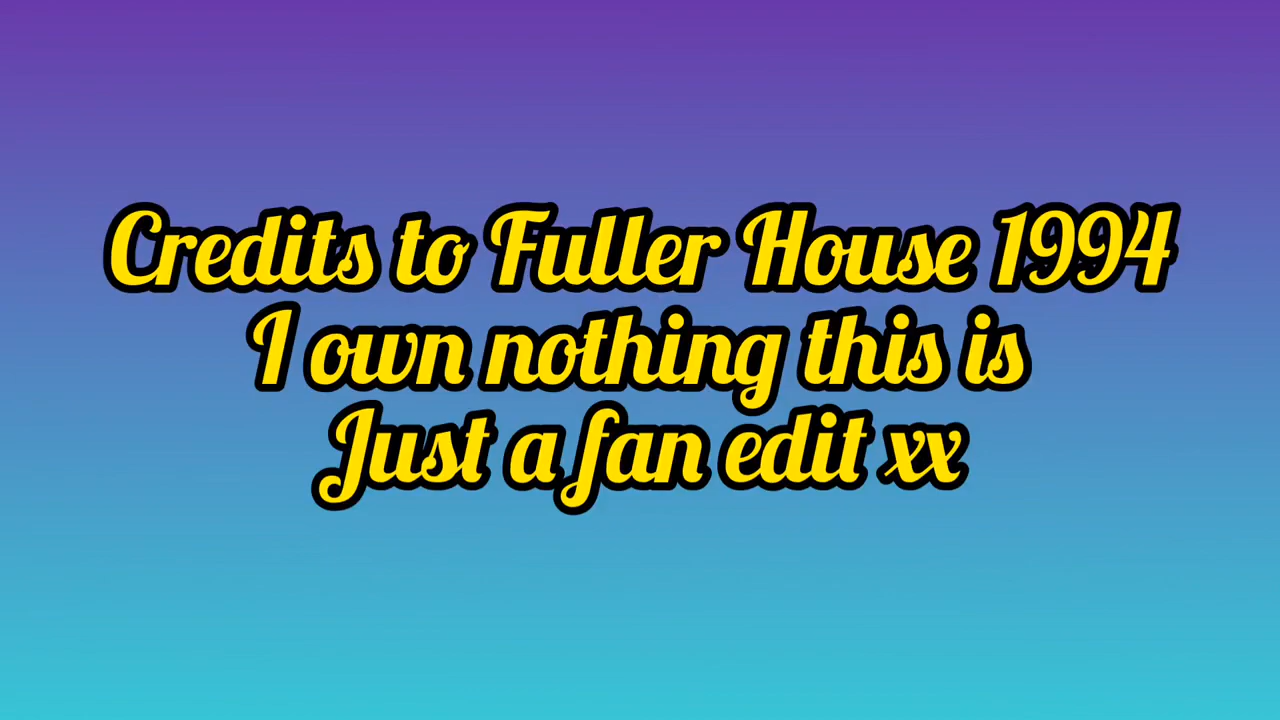 Credits to Fuller House 1994
I own nothing this is
Just a fan edit xx